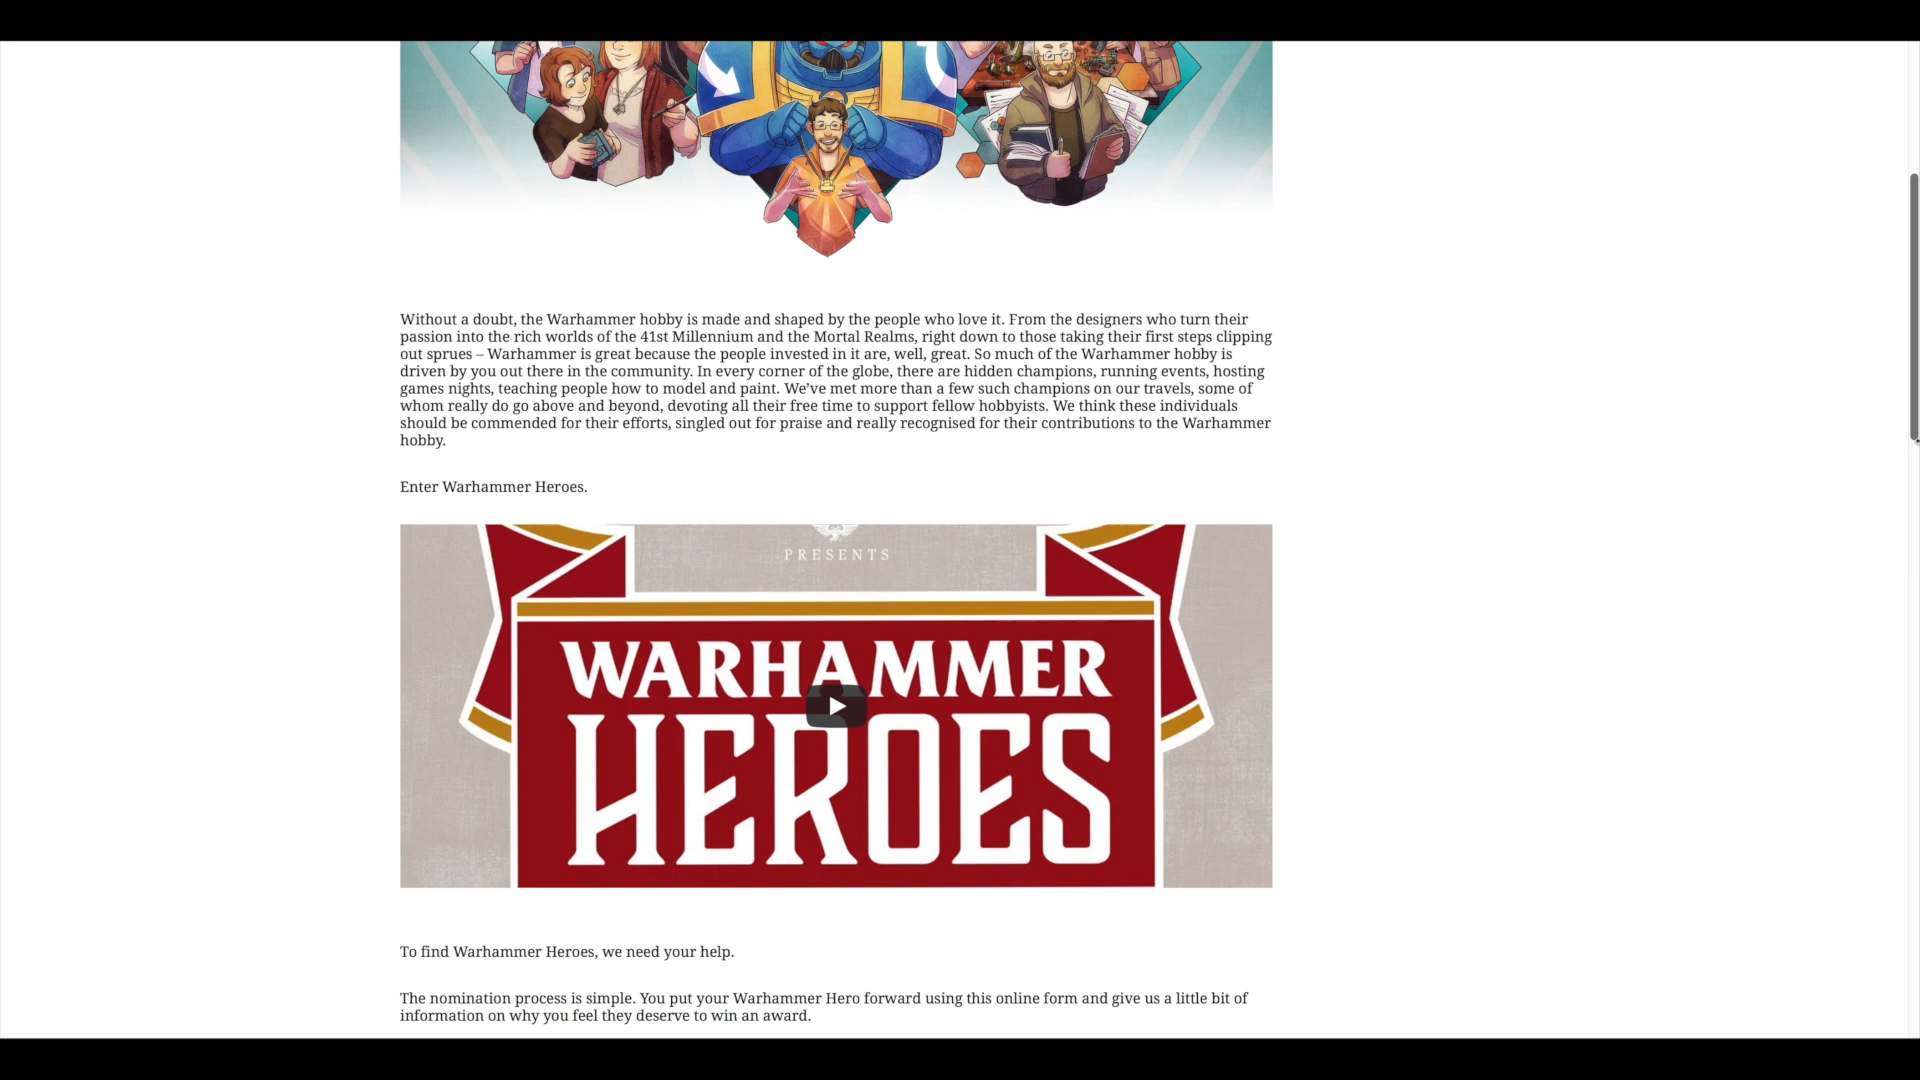 Without a doubt, the Warhammer hobby is made and shaped by the people who love it. From the designers who turn their
passion into the rich worlds of the 41st Millennium and the Mortal Realms, right down to those taking their first steps clipping
out sprues – Warhammer is great because the people invested in it are, well, great. So much of the Warhammer hobby is
driven by you out there in the community. In every corner of the globe, there are hidden champions, running events, hosting
games nights, teaching people how to model and paint. We’ve met more than a few such champions on our travels, some of
whom really do go above and beyond, devoting all their free time to support fellow hobbyists. We think these individuals
should be commended for their efforts, singled out for praise and really recognised for their contributions to the Warhammer
hobby.
Enter Warhammer Heroes.
PRESENTS
WARHAMMER
HEROES
To find Warhammer Heroes, we need your help.
The nomination process is simple. You put your Warhammer Hero forward using this online form and give us a little bit of
information on why you feel they deserve to win an award.